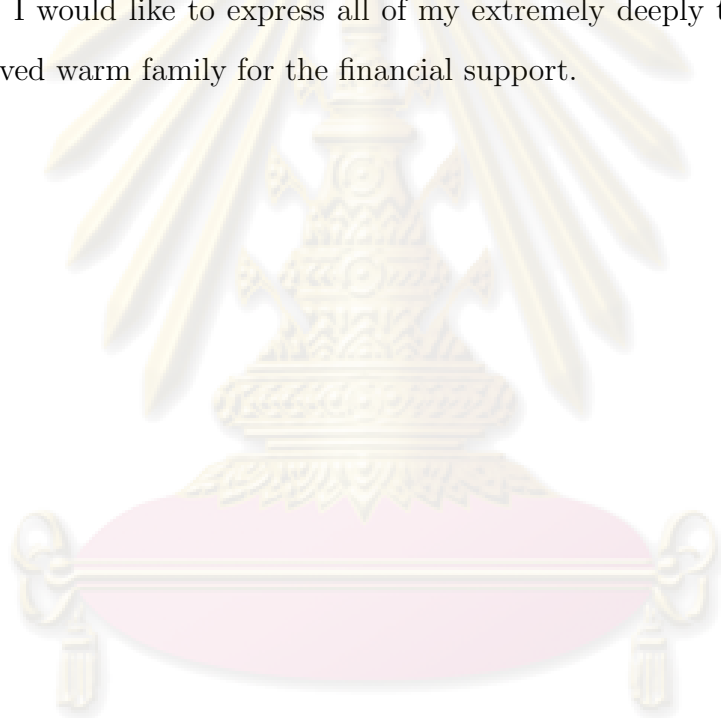 I would like to express all of my extremely deeply t
ved warm family for the financial support.